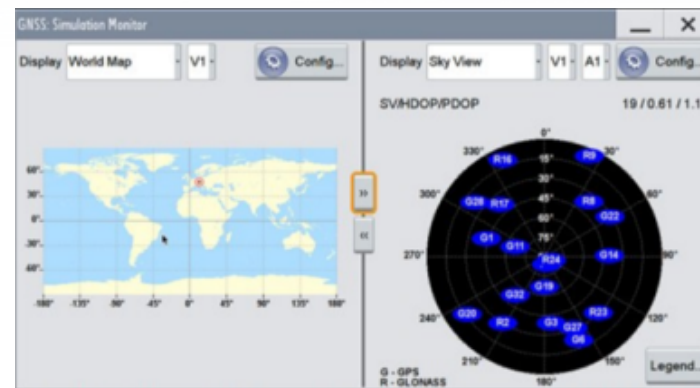 GNSS: Simulation Monitor
Display World Map V1 Config...
60°
30°
0°
-30°
-60°
-180° -135° -90° -45° 0° 45° 90° 135° 180°
>>
<<
Display Sky View V1 A1 Config...
SV/HDOP/PDOP 19 / 0.61 / 1.1
0°
330° R16 15° R9 30°
30°
300° G28 R17 45° R8 60°
60° G22
G1 G11 75°
270° R24 G14 90°
G32 G19
240° G20 R2 G3 G27 R23 120°
G6
210° 150°
G - GPS
R - GLONASS 180°
Legend...